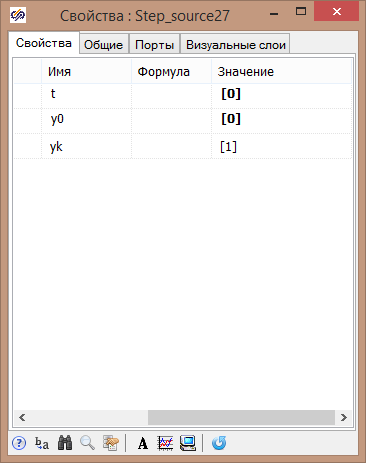 Свойства : Step_source27
Свойства Общие Порты Визуальные слои
Имя Формула Значение
t [0]
y0 [0]
yk [1]
? b a A